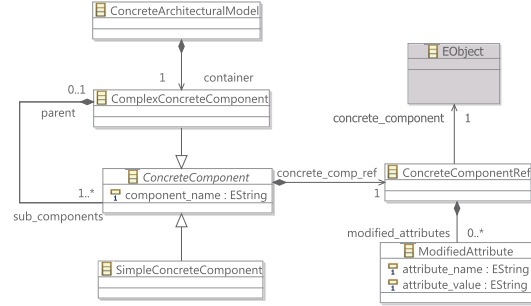 ConcreteArchitecturalModel
1 container
EObject
0..1
ComplexConcreteComponent
parent
concrete_component 1
ConcreteComponent
concrete_comp_ref
ConcreteComponentRef
component_name : EString
1..*
1
sub_components
modified_attributes 0..*
ModifiedAttribute
SimpleConcreteComponent
attribute_name : EString
attribute_value : EString